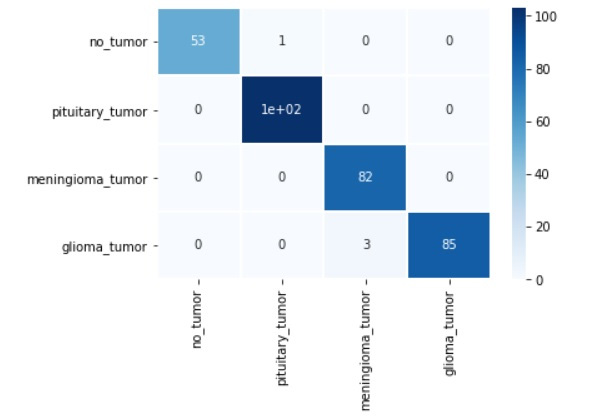 no_tumor 53 1 0 0
pituitary_tumor 0 1e+02 0 0
meningioma_tumor 0 0 82 0
glioma_tumor 0 0 3 85
no_tumor
pituitary_tumor
meningioma_tumor
glioma_tumor
100
80
60
40
20
0